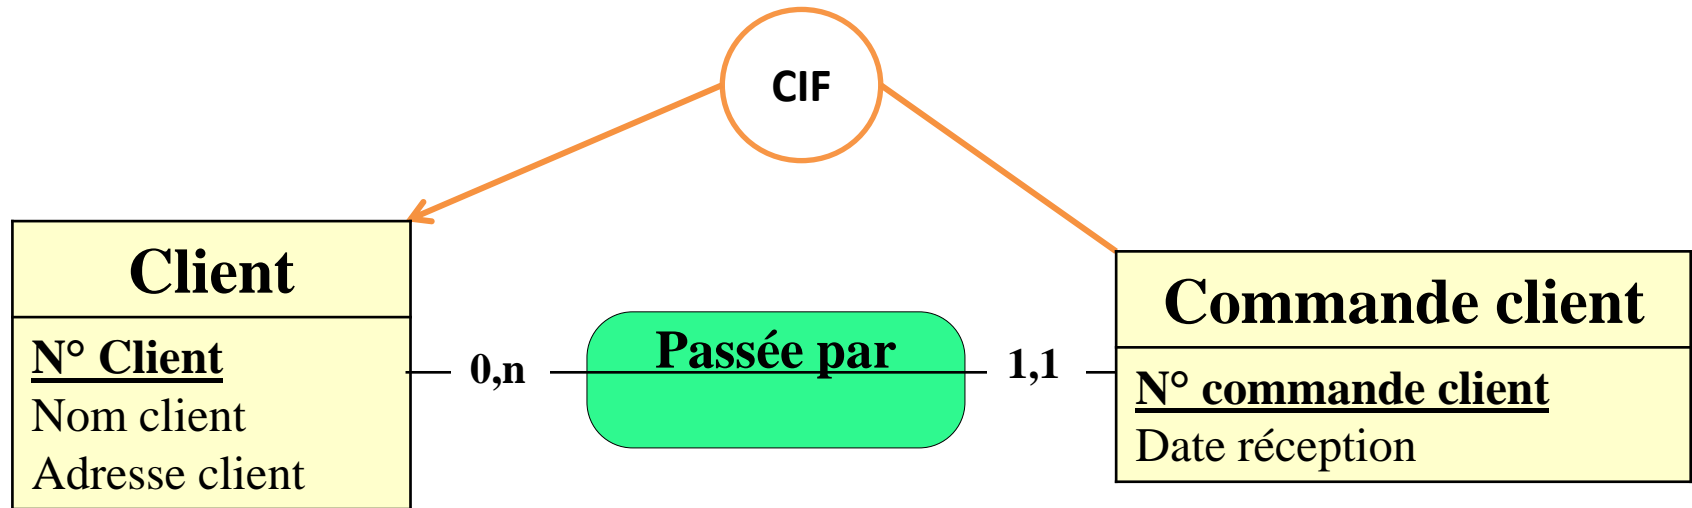 CIF
Client
N° Client
Nom client
Adresse client
0,n
Passée par
1,1
Commande client
N° commande client
Date réception